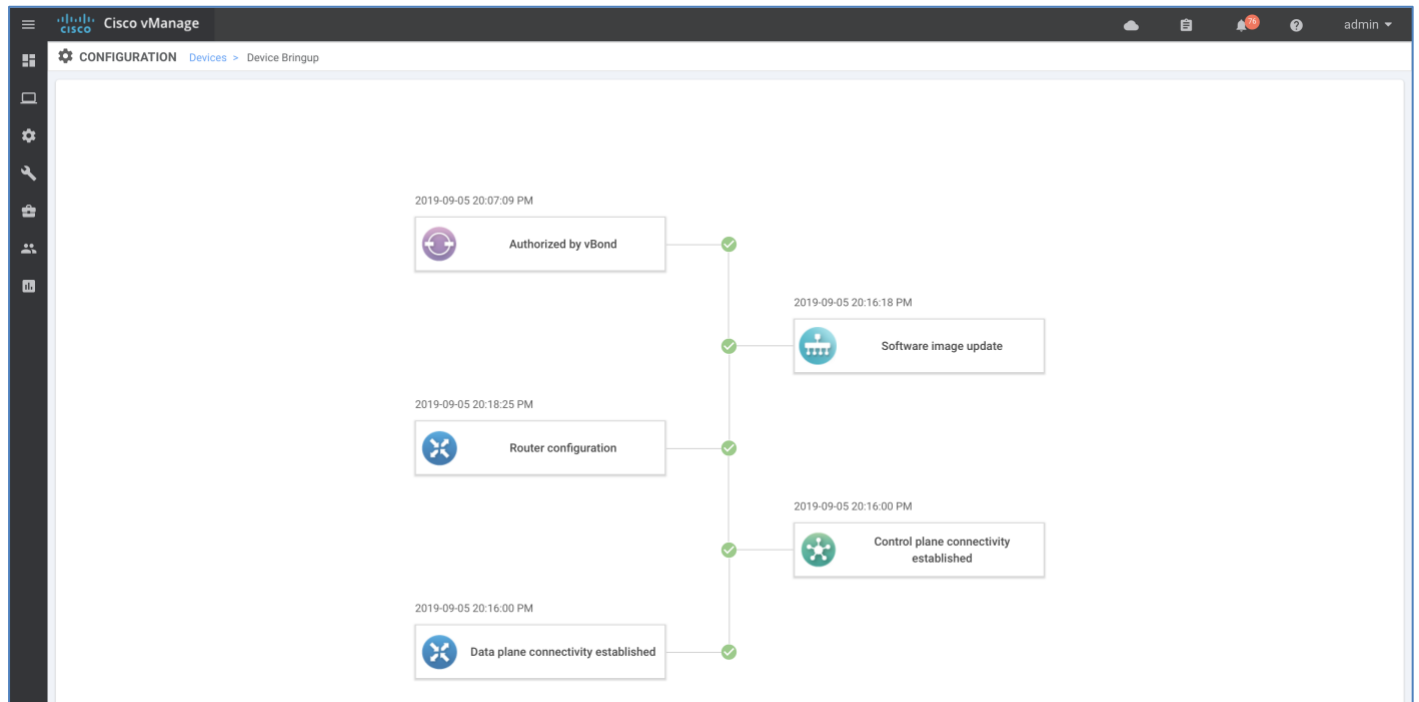 cisco Cisco vManage 76 admin
CONFIGURATION Devices > Device Bringup
2019-09-05 20:07:09 PM
Authorized by vBond
2019-09-05 20:16:18 PM
Software image update
2019-09-05 20:18:25 PM
Router configuration
2019-09-05 20:16:00 PM
Control plane connectivity
established
2019-09-05 20:16:00 PM
Data plane connectivity established